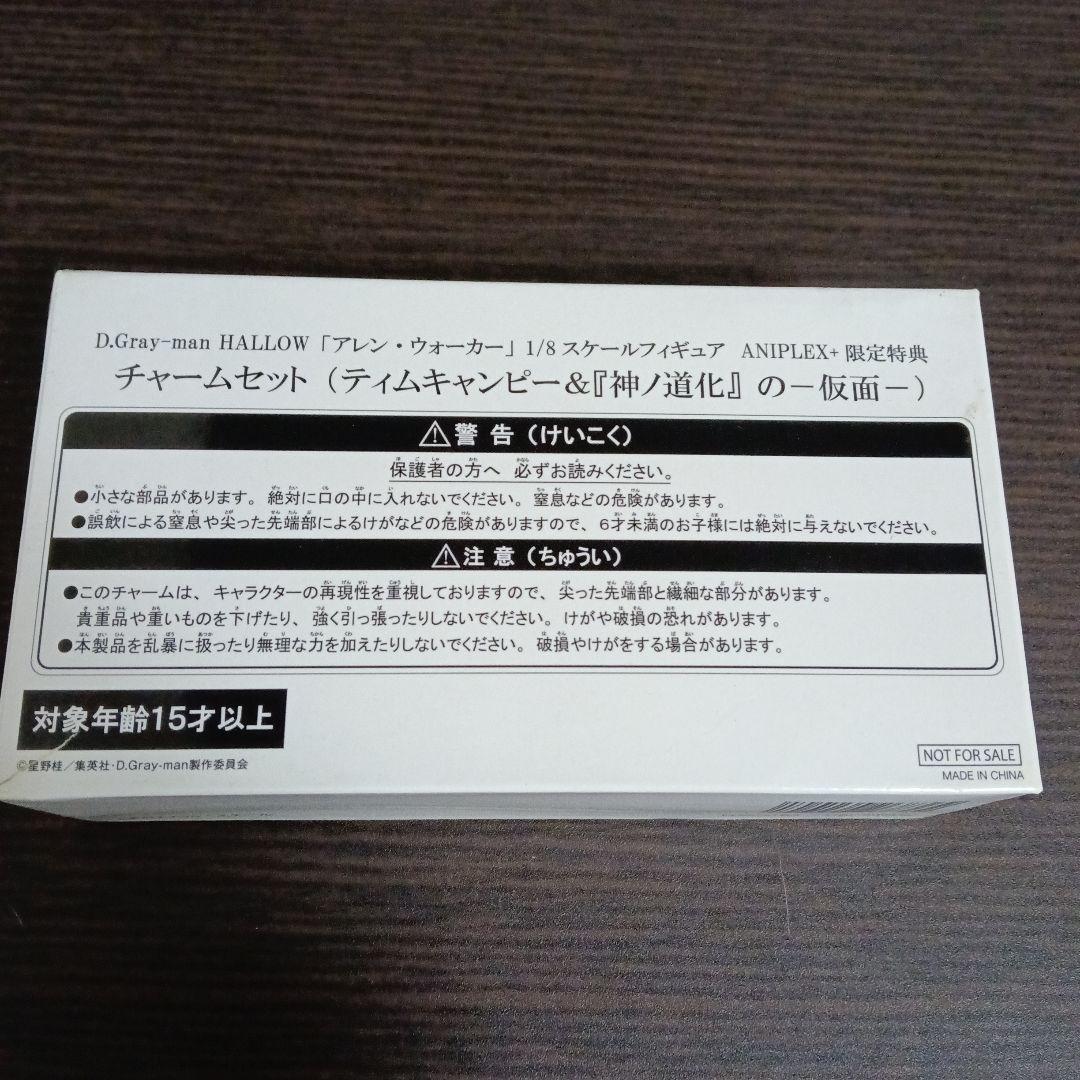 D.Gray-man HALLOW「アレン・ウォーカー」1/8 スケールフィギュア ANIPLEX+ 限定特典
チャームセット（ティムキャンピー＆『神ノ道化』の－仮面－）
⚠警 告（けいこく）
保護者の方へ 必ずお読みください。
●小さな部品があります。絶対に口の中に入れないでください。窒息などの危険があります。
●誤飲による窒息や尖った先端部によるけがなどの危険がありますので、6才未満のお子様には絶対に与えないでください。
⚠注 意（ちゅうい）
●このチャームは、キャラクターの再現性を重視しておりますので、尖った先端部と繊細な部分があります。
貴重品や重いものを下げたり、強く引っ張ったりしないでください。けがや破損の恐れがあります。
●本製品を乱暴に扱ったり無理な力を加えたりしないでください。破損やけがをする場合があります。
対象年齢15才以上
©星野桂／集英社・D.Gray-man製作委員会
NOT FOR SALE
MADE IN CHINA